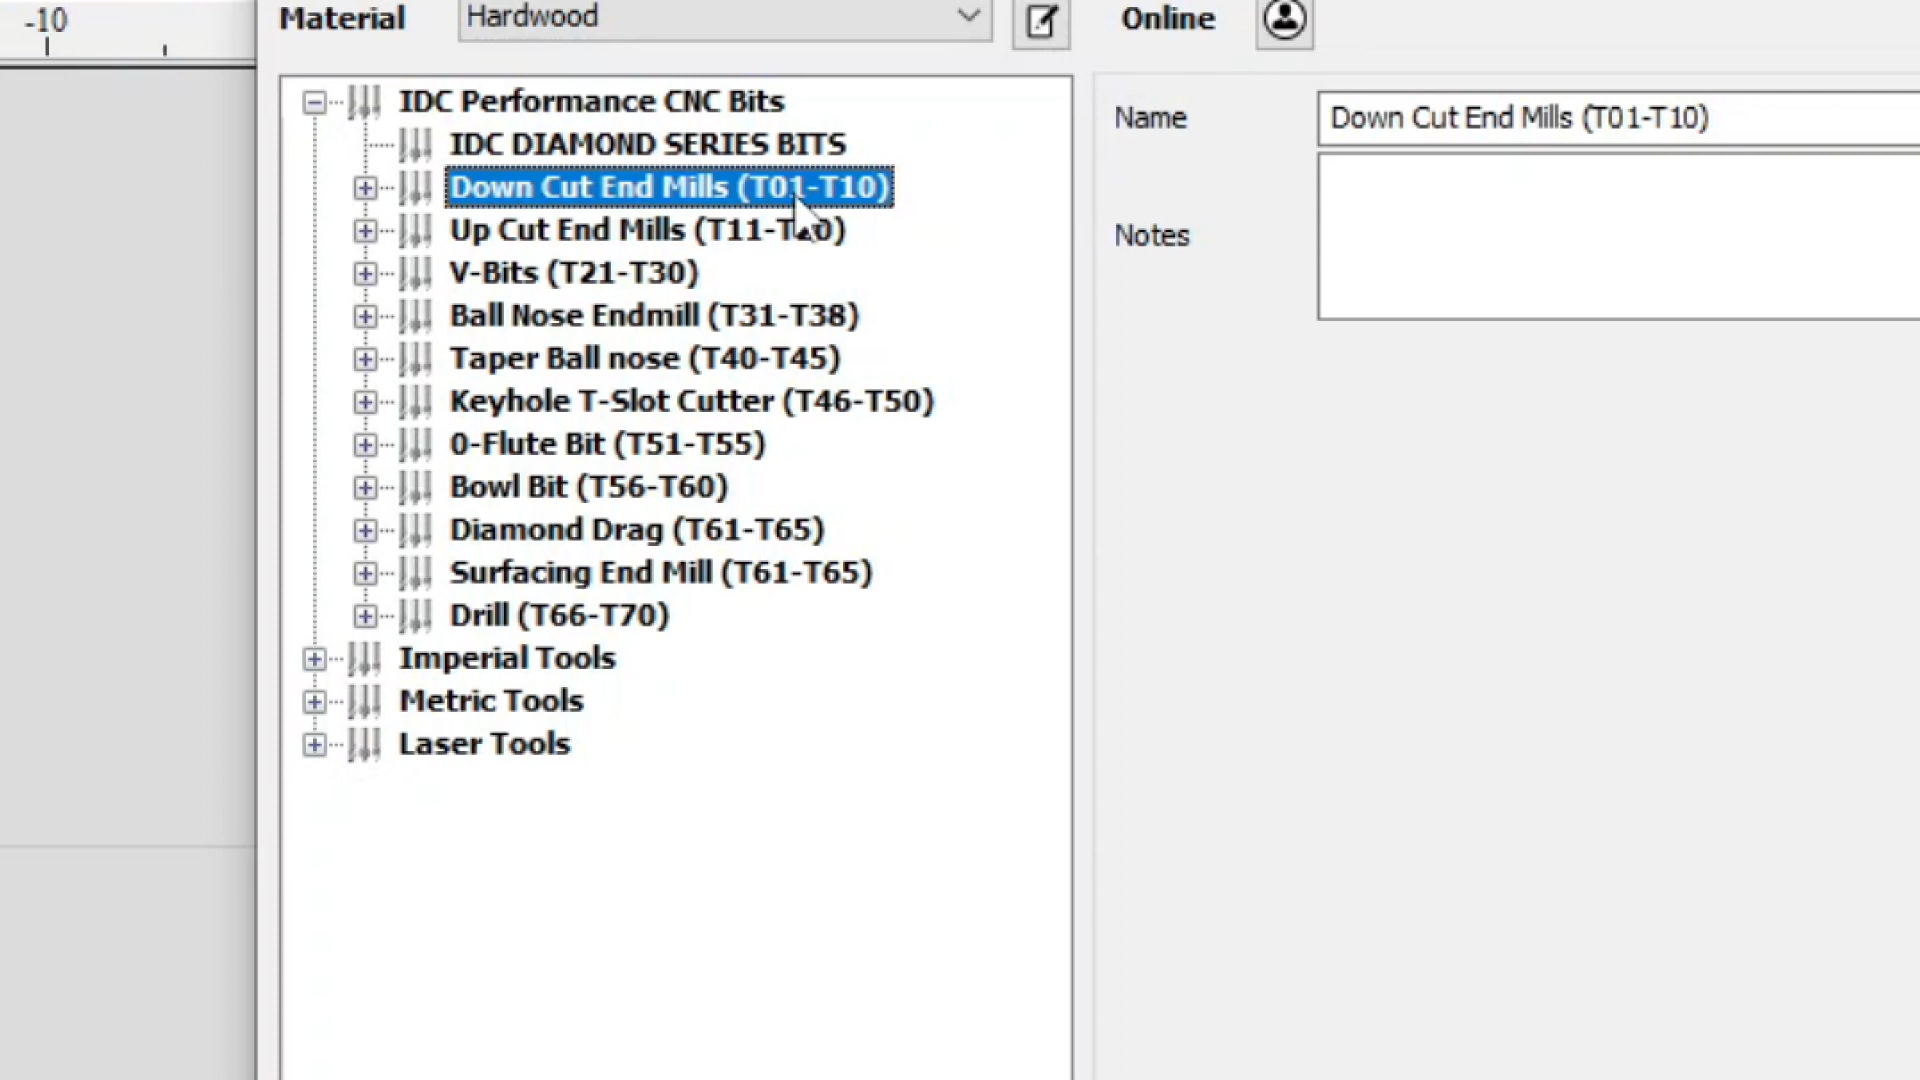 -10
Material
Hardwood
Online
IDC Performance CNC Bits
IDC DIAMOND SERIES BITS
Down Cut End Mills (T01-T10)
Up Cut End Mills (T11-T20)
V-Bits (T21-T30)
Ball Nose Endmill (T31-T38)
Taper Ball nose (T40-T45)
Keyhole T-Slot Cutter (T46-T50)
0-Flute Bit (T51-T55)
Bowl Bit (T56-T60)
Diamond Drag (T61-T65)
Surfacing End Mill (T61-T65)
Drill (T66-T70)
Imperial Tools
Metric Tools
Laser Tools
Name
Down Cut End Mills (T01-T10)
Notes